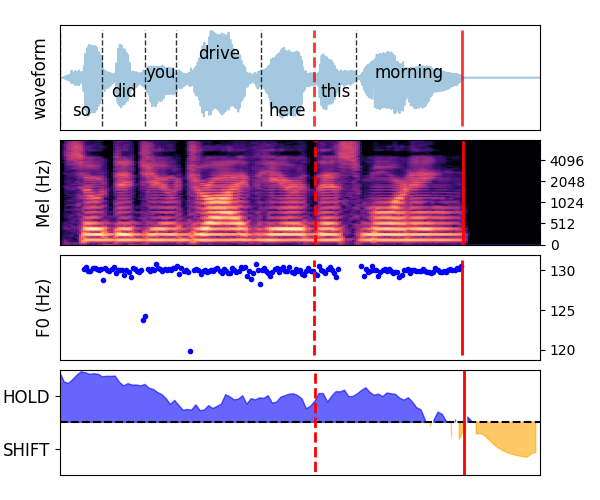 waveform
so did you drive here this morning
Mel (Hz)
4096
2048
1024
512
0
F0 (Hz)
130
125
120
HOLD
SHIFT